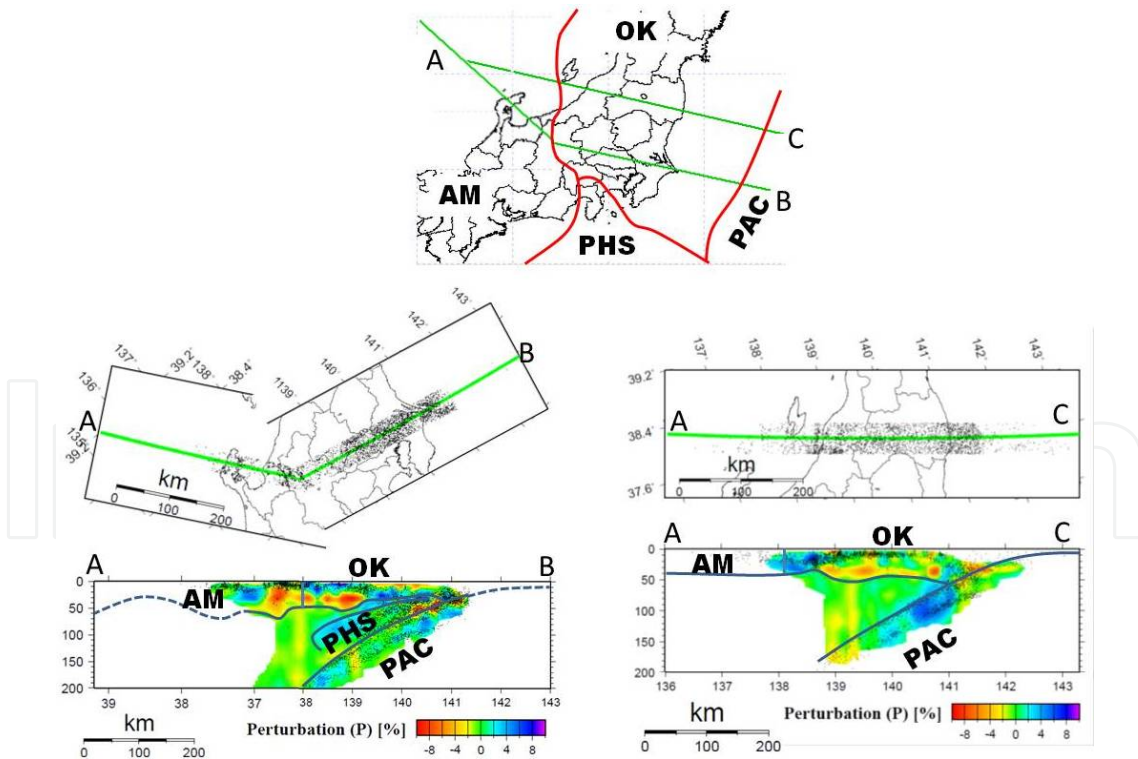 OK
A
C
AM
B
PAC
PHS
143°
142°
141°
140°
1139
137°
39.2°
138°
38.4°
136°
A
B
135°
39.2
km
0 100 200
137° 138° 139° 140° 141° 142° 143°
39.2°
38.4°
37.6°
A C
km
0 100 200
A OK B
AM
PHS
PAC
0
50
100
150
200
39 38 37 138 139 140 141 142 143
km
0 100 200
Perturbation (P) [%]
-8 -4 0 4 8
A OK C
AM
PAC
0
50
100
150
200
136 137 138 139 140 141 142 143
km
0 100 200
Perturbation (P) [%]
-8 -4 0 4 8